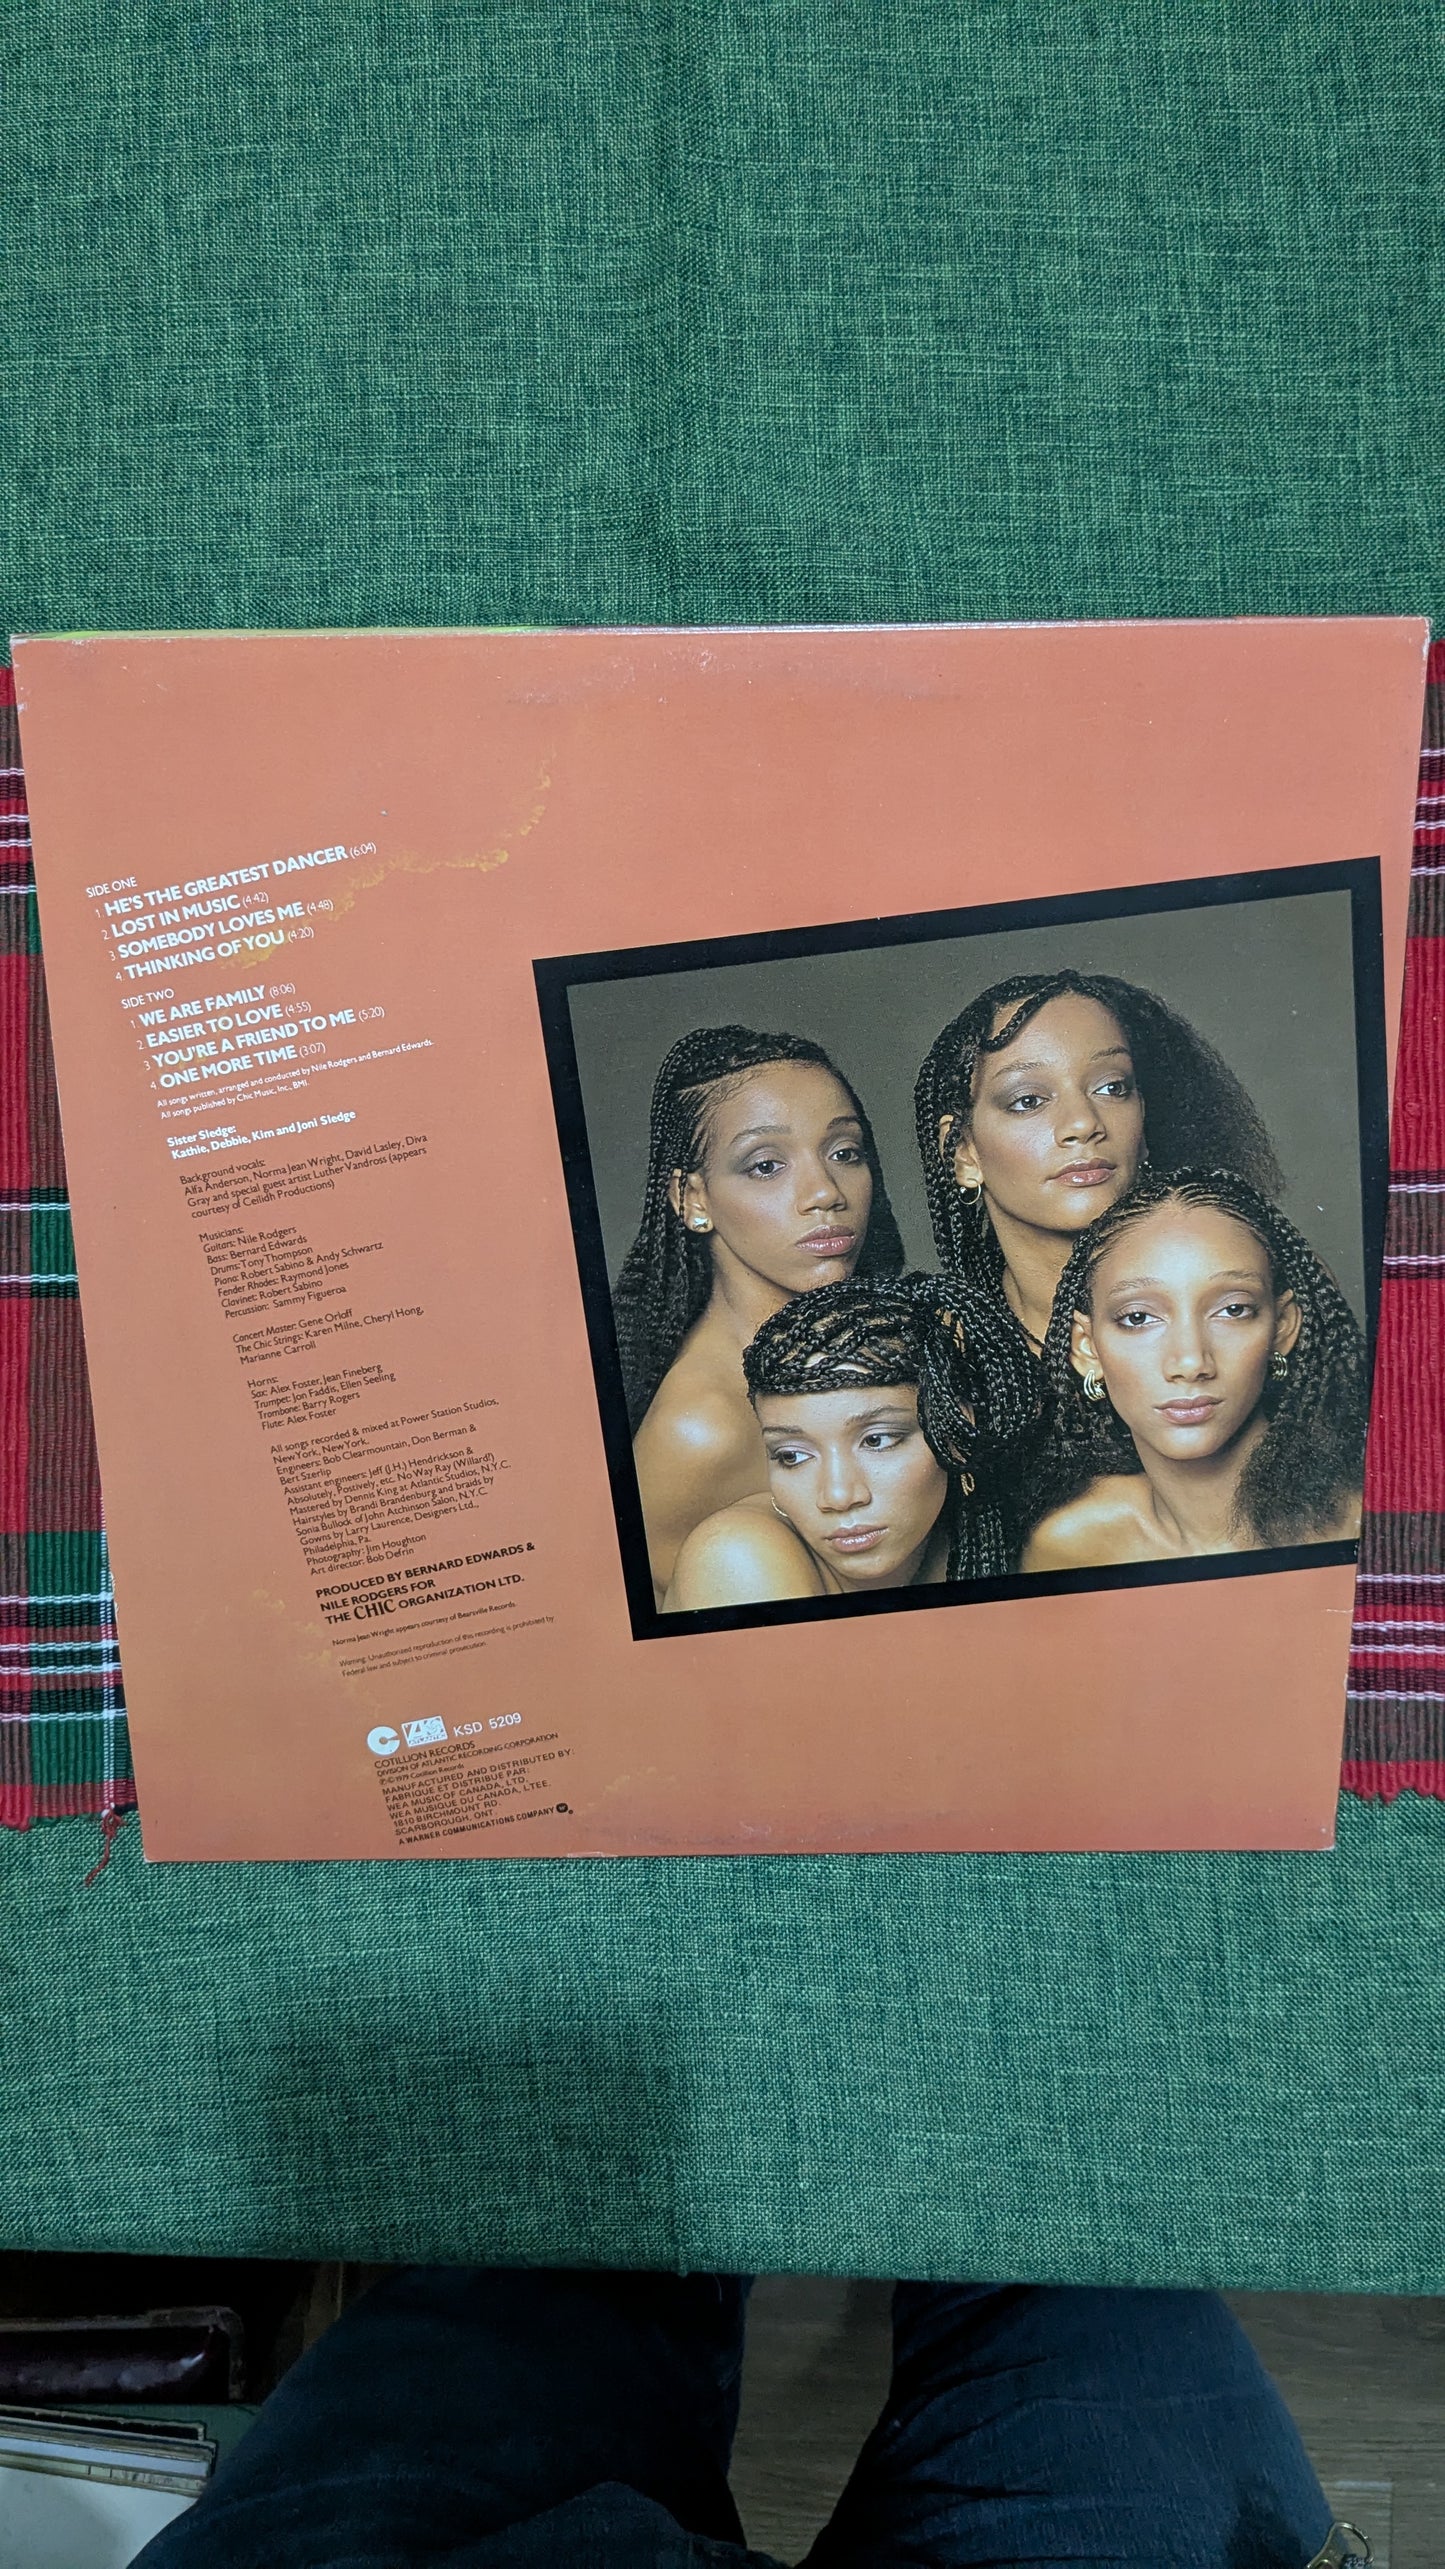 SIDE ONE
1. HE'S THE GREATEST DANCER (6:04)
2. LOST IN MUSIC (4:42)
3. SOMEBODY LOVES ME (4:48)
4. THINKING OF YOU (4:20)
SIDE TWO
1. WE ARE FAMILY (8:06)
2. EASIER TO LOVE (4:55)
3. YOU'RE A FRIEND TO ME (5:20)
4. ONE MORE TIME (3:07)
All songs written, arranged and conducted by Nile Rodgers and Bernard Edwards.
All songs published by Chic Music, Inc., BMI.
Sister Sledge:
Kathie, Debbie, Kim and Joni Sledge
Background vocals:
Alfa Anderson, Norma Jean Wright, David Lasley, Diva
Gray and special guest artist Luther Vandross (appears
courtesy of Ceilidh Productions)
Musicians:
Guitars: Nile Rodgers
Bass: Bernard Edwards
Drums: Tony Thompson
Piano: Robert Sabino & Andy Schwartz
Fender Rhodes: Raymond Jones
Clavinet: Robert Sabino
Percussion: Sammy Figueroa
Concert Master: Gene Orloff
The Chic Strings: Karen Milne, Cheryl Hong,
Marianne Carroll
Horns:
Sax: Alex Foster, Jean Fineberg
Trumpet: Jon Faddis, Ellen Seeling
Trombone: Barry Rogers
Flute: Alex Foster
All songs recorded & mixed at Power Station Studios,
New York, New York.
Engineers: Bob Clearmountain, Don Berman &
Bert Szerlip
Assistant engineers: Jeff (J.H.) Hendrickson &
Absolutely, Postively, etc. No Way Ray (Willard!)
Mastered by Dennis King at Atlantic Studios, N.Y.C.
Hairstyles by Brandi Brandenburg and braids by
Sonia Bullock of John Atchinson Salon, N.Y.C.
Gowns by Larry Laurence, Designers Ltd.,
Philadelphia, Pa.
Photography: Jim Houghton
Art director: Bob Defrin
PRODUCED BY BERNARD EDWARDS &
NILE RODGERS FOR
THE CHIC ORGANIZATION LTD.
Norma Jean Wright appears courtesy of Bearsville Records.
Warning: Unauthorized reproduction of this recording is prohibited by
Federal law and subject to criminal prosecution.
ATLANTIC KSD 5209
COTILLION RECORDS
DIVISION OF ATLANTIC RECORDING CORPORATION
℗ © 1979 Cotillion Records
MANUFACTURED AND DISTRIBUTED BY:
FABRIQUE ET DISTRIBUE PAR:
WEA MUSIC OF CANADA, LTD.
WEA MUSIQUE DU CANADA, LTEE.
1810 BIRCHMOUNT RD.
SCARBOROUGH, ONT.
A WARNER COMMUNICATIONS COMPANY